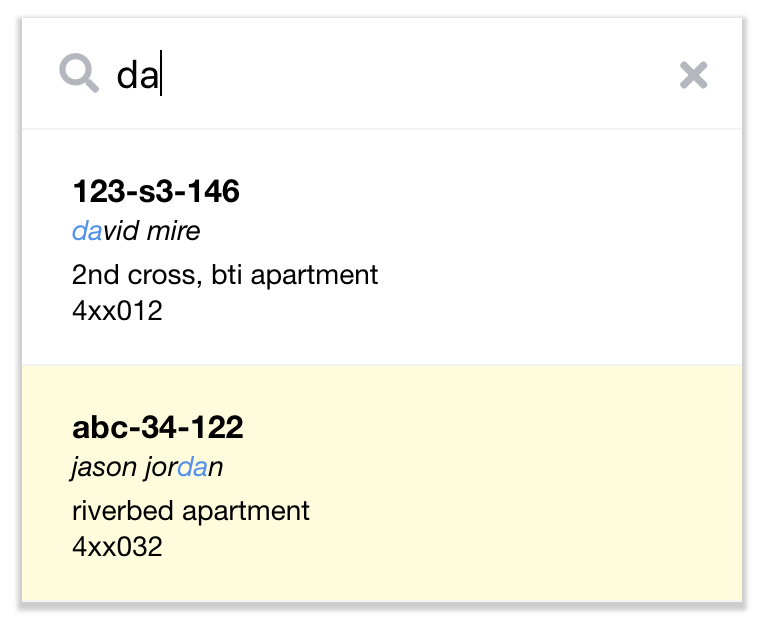 da
123-s3-146
david mire
2nd cross, bti apartment
4xx012
abc-34-122
jason jordan
riverbed apartment
4xx032